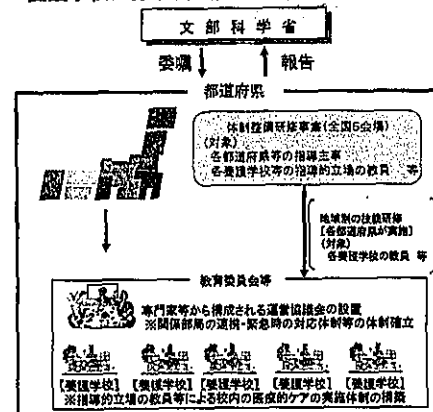 文部科学省
委嘱 報告
都道府県
体制整備研修事業(全国5会場)
(対象)
各都道府県等の指導主事
各養護学校等の指導的立場の教員 等
地域別の技能研修
[各都道府県が実施]
(対象)
各養護学校の教員 等
教育委員会等
専門家等から構成される運営協議会の設置
※関係部局の連携・緊急時の対応体制等の体制確立
[養護学校] [養護学校] [養護学校] [養護学校] [養護学校]
※指導的立場の教員等による校内の医療的ケアの実施体制の構築